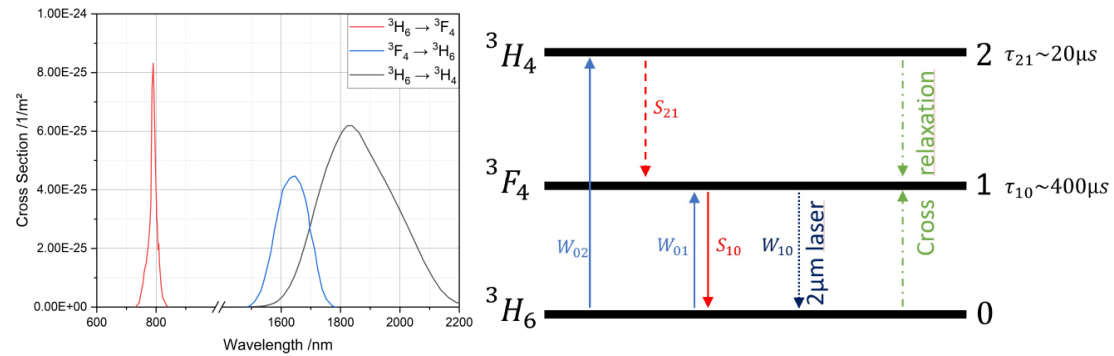 1.00E-24
8.00E-25
6.00E-25
4.00E-25
2.00E-25
0.00E+00
Cross Section /1/m²
600 800 1600 1800 2000 2200
Wavelength /nm
³H₆ → ³F₄
³F₄ → ³H₆
³H₆ → ³H₄
³H₄
2 τ₂₁~20μs
S₂₁
Cross relaxation
³F₄
1 τ₁₀~400μs
W₀₂
W₀₁
S₁₀
W₁₀
2μm laser
³H₆
0